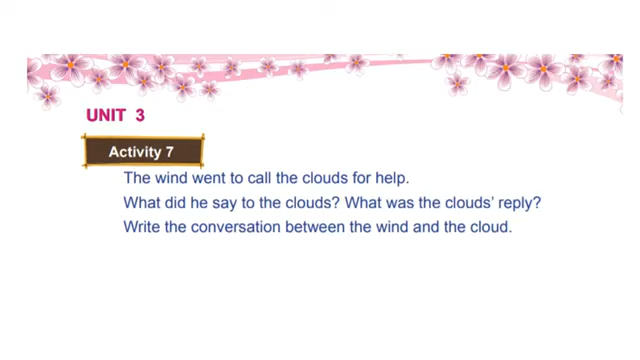 UNIT 3
Activity 7
The wind went to call the clouds for help.
What did he say to the clouds? What was the clouds' reply?
Write the conversation between the wind and the cloud.